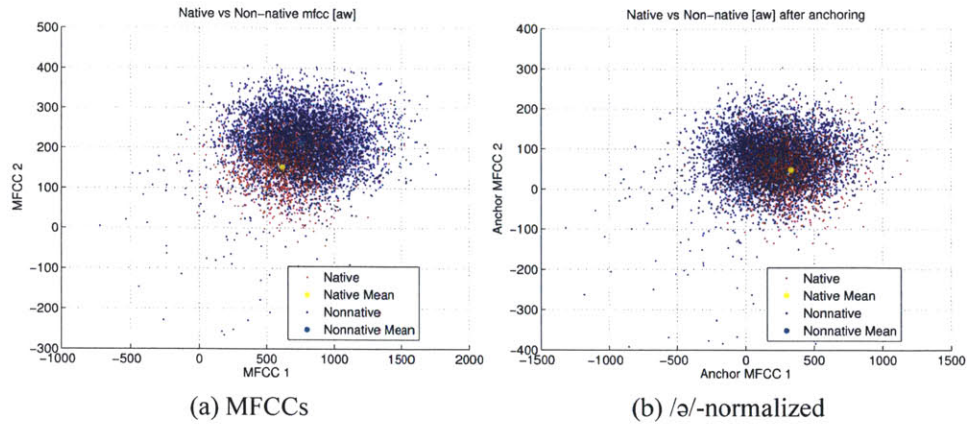 Native vs Non-native mfcc [aw]
500
400
300
200
100
0
−100
−200
−300
MFCC 2
−1000 −500 0 500 1000 1500 2000
MFCC 1
Native
Native Mean
Nonnative
Nonnative Mean
(a) MFCCs
Native vs Non-native [aw] after anchoring
400
300
200
100
0
−100
−200
−300
−400
Anchor MFCC 2
−1500 −1000 −500 0 500 1000 1500
Anchor MFCC 1
Native
Native Mean
Nonnative
Nonnative Mean
(b) /ə/-normalized